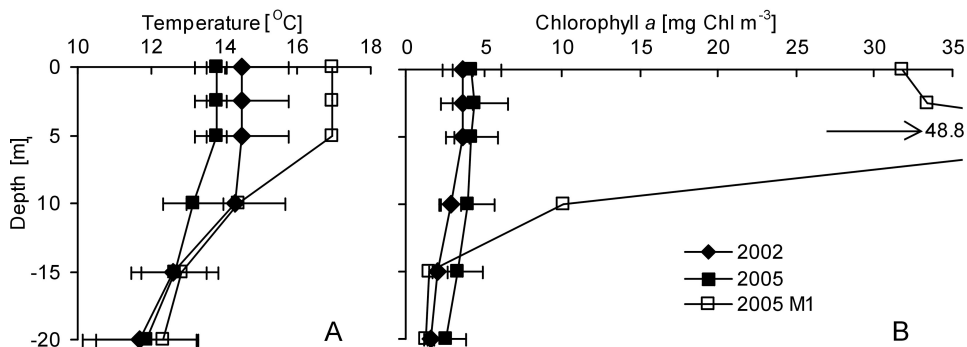 Temperature [°C]
10 12 14 16 18
0
5
10
-15
-20
Depth [m]
A
Chlorophyll a [mg Chl m⁻³]
0 5 10 15 20 25 30 35
48.8
2002
2005
2005 M1
B